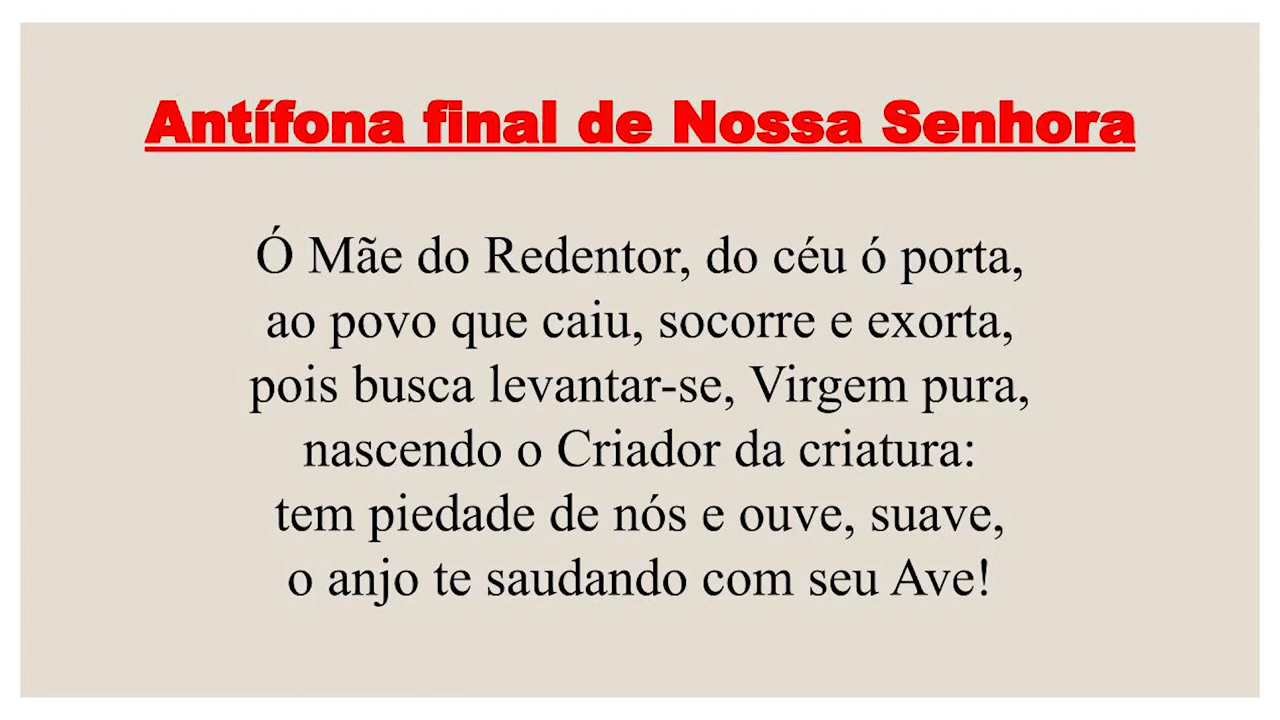 Antífona final de Nossa Senhora
Ó Mãe do Redentor, do céu ó porta,
ao povo que caiu, socorre e exorta,
pois busca levantar-se, Virgem pura,
nascendo o Criador da criatura:
tem piedade de nós e ouve, suave,
o anjo te saudando com seu Ave!